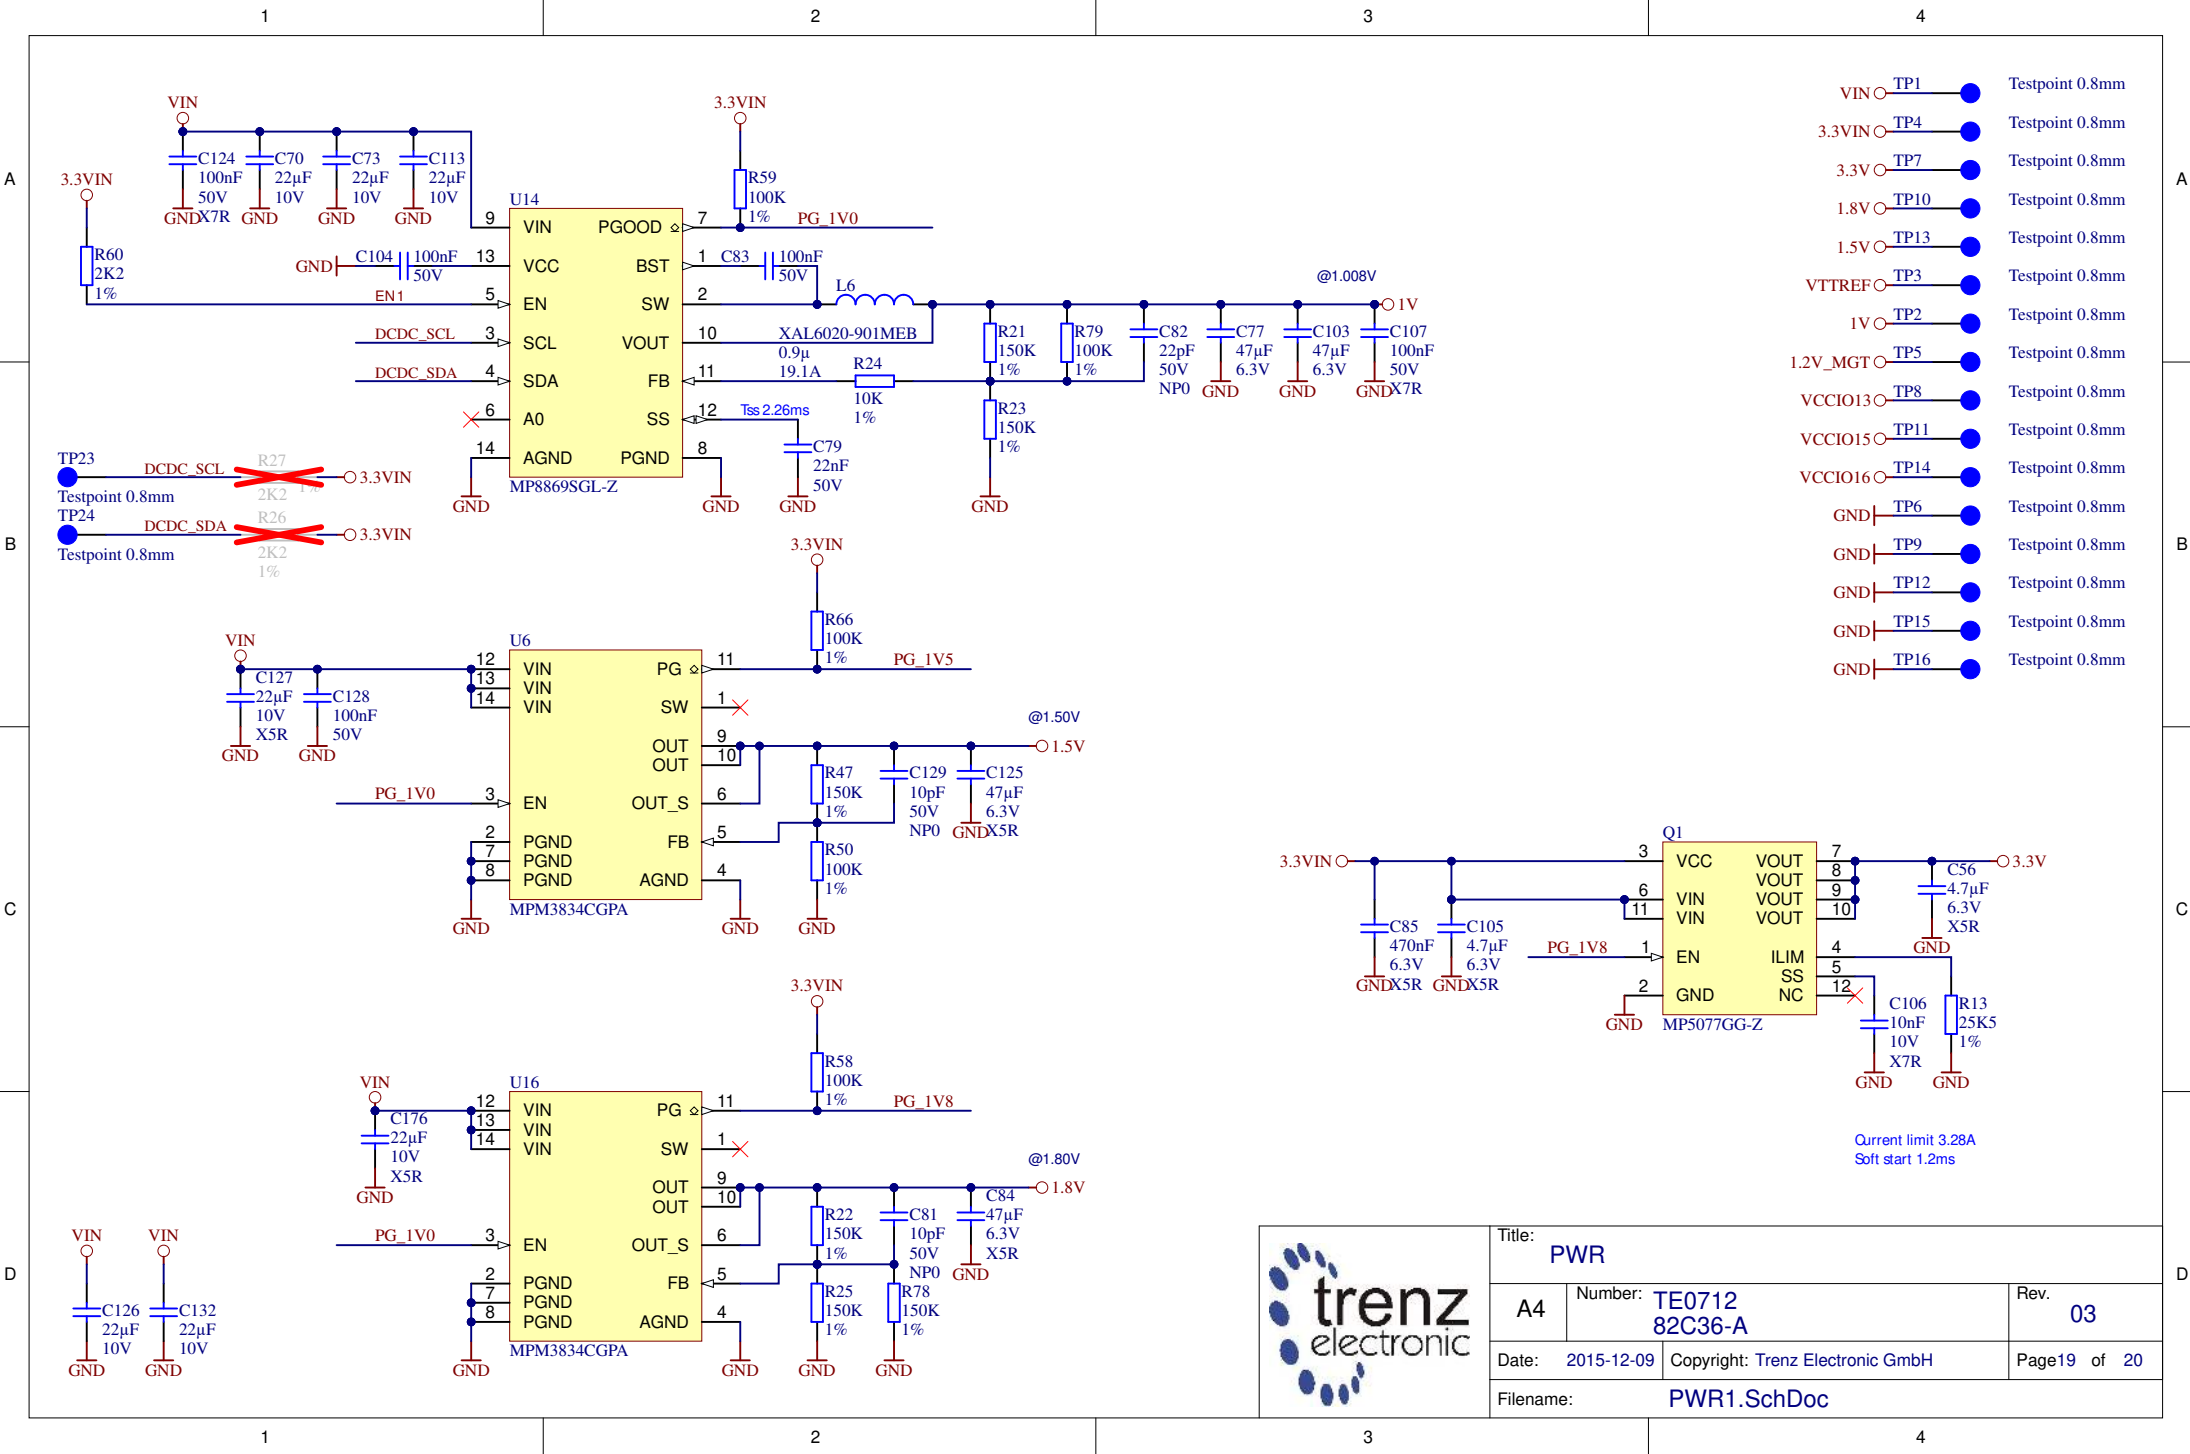 1 2 3 4
A
A
B
B
C
C
D
D
1 2 3 4
VIN
C124
100nF
50V
X7R
GND
C70
22µF
10V
GND
C73
22µF
10V
GND
C113
22µF
10V
GND
3.3VIN
R60
2K2
1%
GND
C104
100nF
50V
EN1
DCDC_SCL
DCDC_SDA
U14
9 VIN
13 VCC
5 EN
3 SCL
4 SDA
6 A0
14 AGND
PGOOD 7
BST 1
SW 2
VOUT 10
FB 11
SS 12
PGND 8
MP8869SGL-Z
GND
GND
3.3VIN
R59
100K
1%
PG_1V0
C83
100nF
50V
L6
XAL6020-901MEB
0.9µ
19.1A
R24
10K
1%
Tss 2.26ms
C79
22nF
50V
GND
R21
150K
1%
R23
150K
1%
GND
R79
100K
1%
C82
22pF
50V
NP0
C77
47µF
6.3V
GND
C103
47µF
6.3V
GND
C107
100nF
50V
X7R
GND
@1.008V
1V
TP23
DCDC_SCL
R27
2K2
1%
3.3VIN
Testpoint 0.8mm
TP24
DCDC_SDA
R26
2K2
1%
3.3VIN
Testpoint 0.8mm
VIN TP1 Testpoint 0.8mm
3.3VIN TP4 Testpoint 0.8mm
3.3V TP7 Testpoint 0.8mm
1.8V TP10 Testpoint 0.8mm
1.5V TP13 Testpoint 0.8mm
VTTREF TP3 Testpoint 0.8mm
1V TP2 Testpoint 0.8mm
1.2V_MGT TP5 Testpoint 0.8mm
VCCIO13 TP8 Testpoint 0.8mm
VCCIO15 TP11 Testpoint 0.8mm
VCCIO16 TP14 Testpoint 0.8mm
GND TP6 Testpoint 0.8mm
GND TP9 Testpoint 0.8mm
GND TP12 Testpoint 0.8mm
GND TP15 Testpoint 0.8mm
GND TP16 Testpoint 0.8mm
VIN
C127
22µF
10V
X5R
GND
C128
100nF
50V
GND
PG_1V0
U6
12 VIN
13 VIN
14 VIN
3 EN
2 PGND
7 PGND
8 PGND
PG 11
SW 1
OUT 9
OUT 10
OUT_S 6
FB 5
AGND 4
MPM3834CGPA
GND
GND
3.3VIN
R66
100K
1%
PG_1V5
R47
150K
1%
R50
100K
1%
GND
C129
10pF
50V
NP0
C125
47µF
6.3V
X5R
GND
@1.50V
1.5V
3.3VIN
C85
470nF
6.3V
X5R
GND
C105
4.7µF
6.3V
X5R
GND
PG_1V8
Q1
3 VCC
6 VIN
11 VIN
1 EN
2 GND
VOUT 7
VOUT 8
VOUT 9
VOUT 10
ILIM 4
SS 5
NC 12
MP5077GG-Z
GND
C56
4.7µF
6.3V
X5R
GND
3.3V
C106
10nF
10V
X7R
GND
R13
25K5
1%
GND
Current limit 3.28A
Soft start 1.2ms
VIN
C176
22µF
10V
X5R
GND
PG_1V0
U16
12 VIN
13 VIN
14 VIN
3 EN
2 PGND
7 PGND
8 PGND
PG 11
SW 1
OUT 9
OUT 10
OUT_S 6
FB 5
AGND 4
MPM3834CGPA
GND
GND
3.3VIN
R58
100K
1%
PG_1V8
R22
150K
1%
R25
150K
1%
GND
C81
10pF
50V
NP0
R78
150K
1%
GND
C84
47µF
6.3V
X5R
GND
@1.80V
1.8V
VIN
C126
22µF
10V
GND
VIN
C132
22µF
10V
GND
trenz
electronic
Title:
PWR
A4
Number: TE0712
82C36-A
Rev.
03
Date: 2015-12-09
Copyright: Trenz Electronic GmbH
Page19 of 20
Filename: PWR1.SchDoc